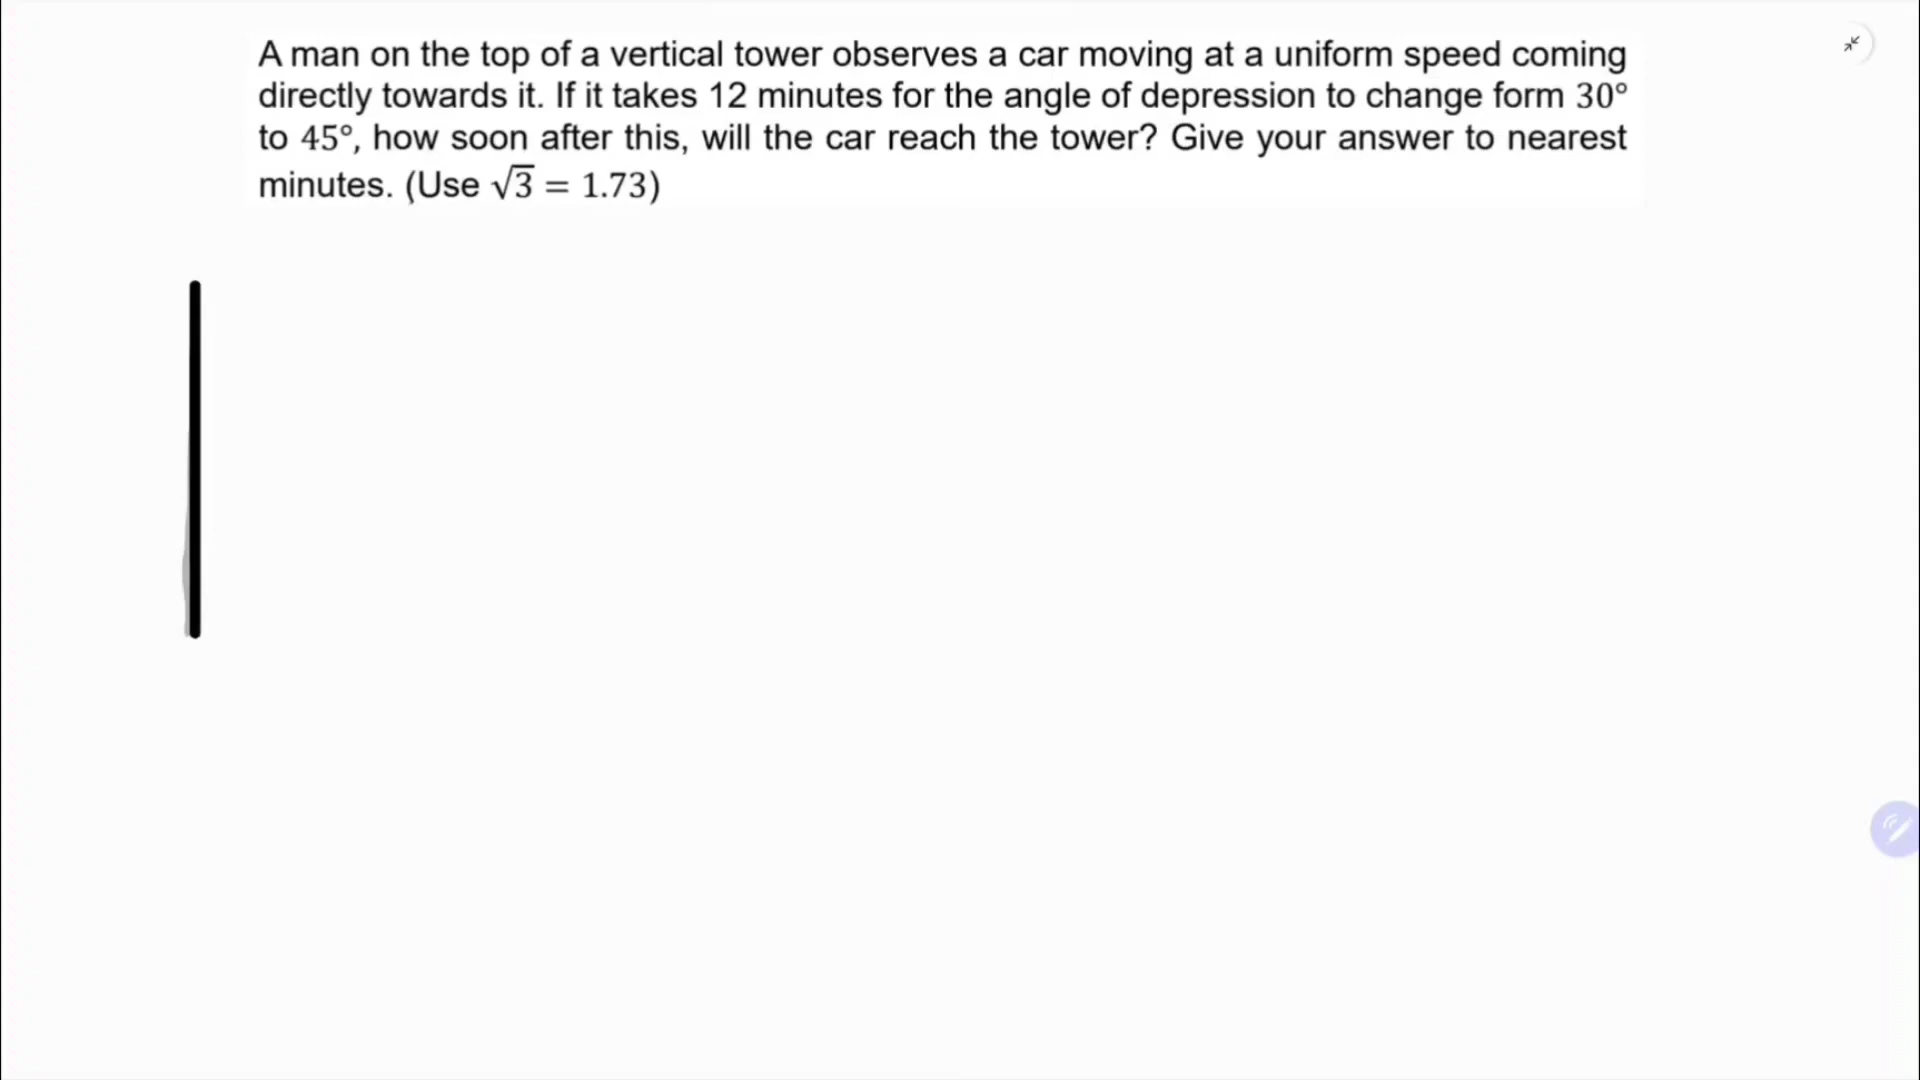 A man on the top of a vertical tower observes a car moving at a uniform speed coming
directly towards it. If it takes 12 minutes for the angle of depression to change form 30°
to 45°, how soon after this, will the car reach the tower? Give your answer to nearest
minutes. (Use √3 = 1.73)